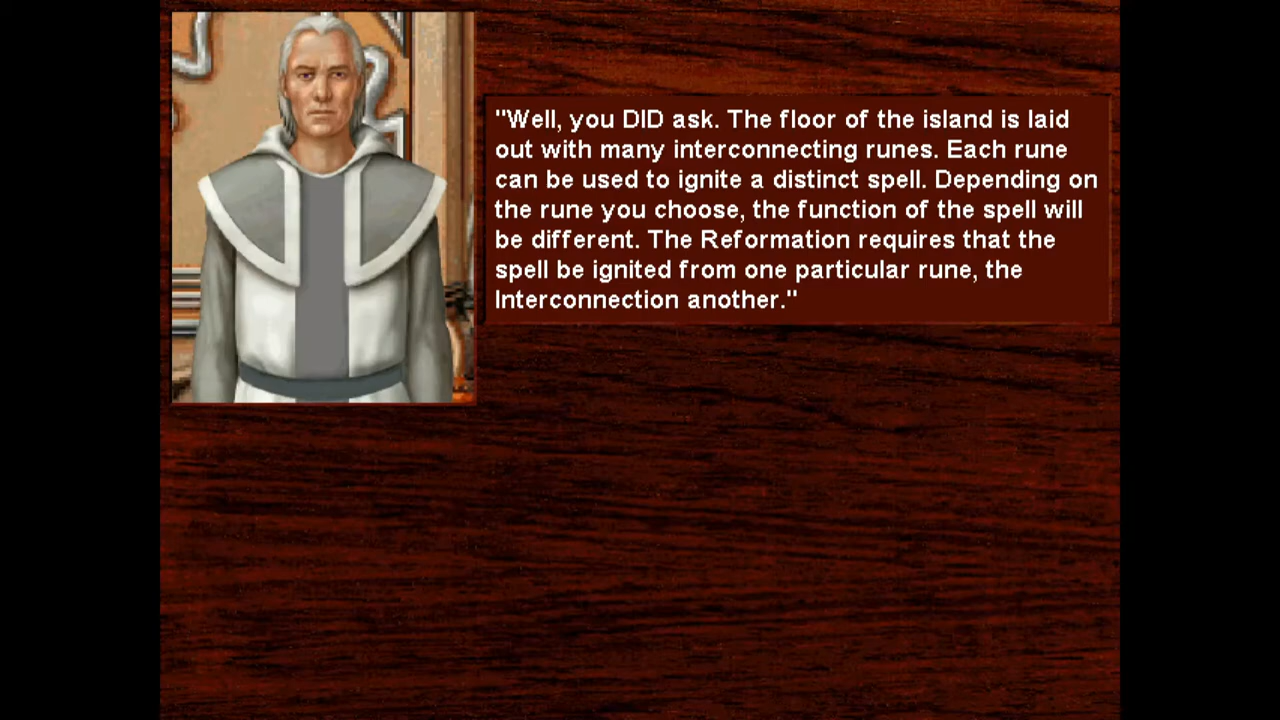 "Well, you DID ask. The floor of the island is laid
out with many interconnecting runes. Each rune
can be used to ignite a distinct spell. Depending on
the rune you choose, the function of the spell will
be different. The Reformation requires that the
spell be ignited from one particular rune, the
Interconnection another."